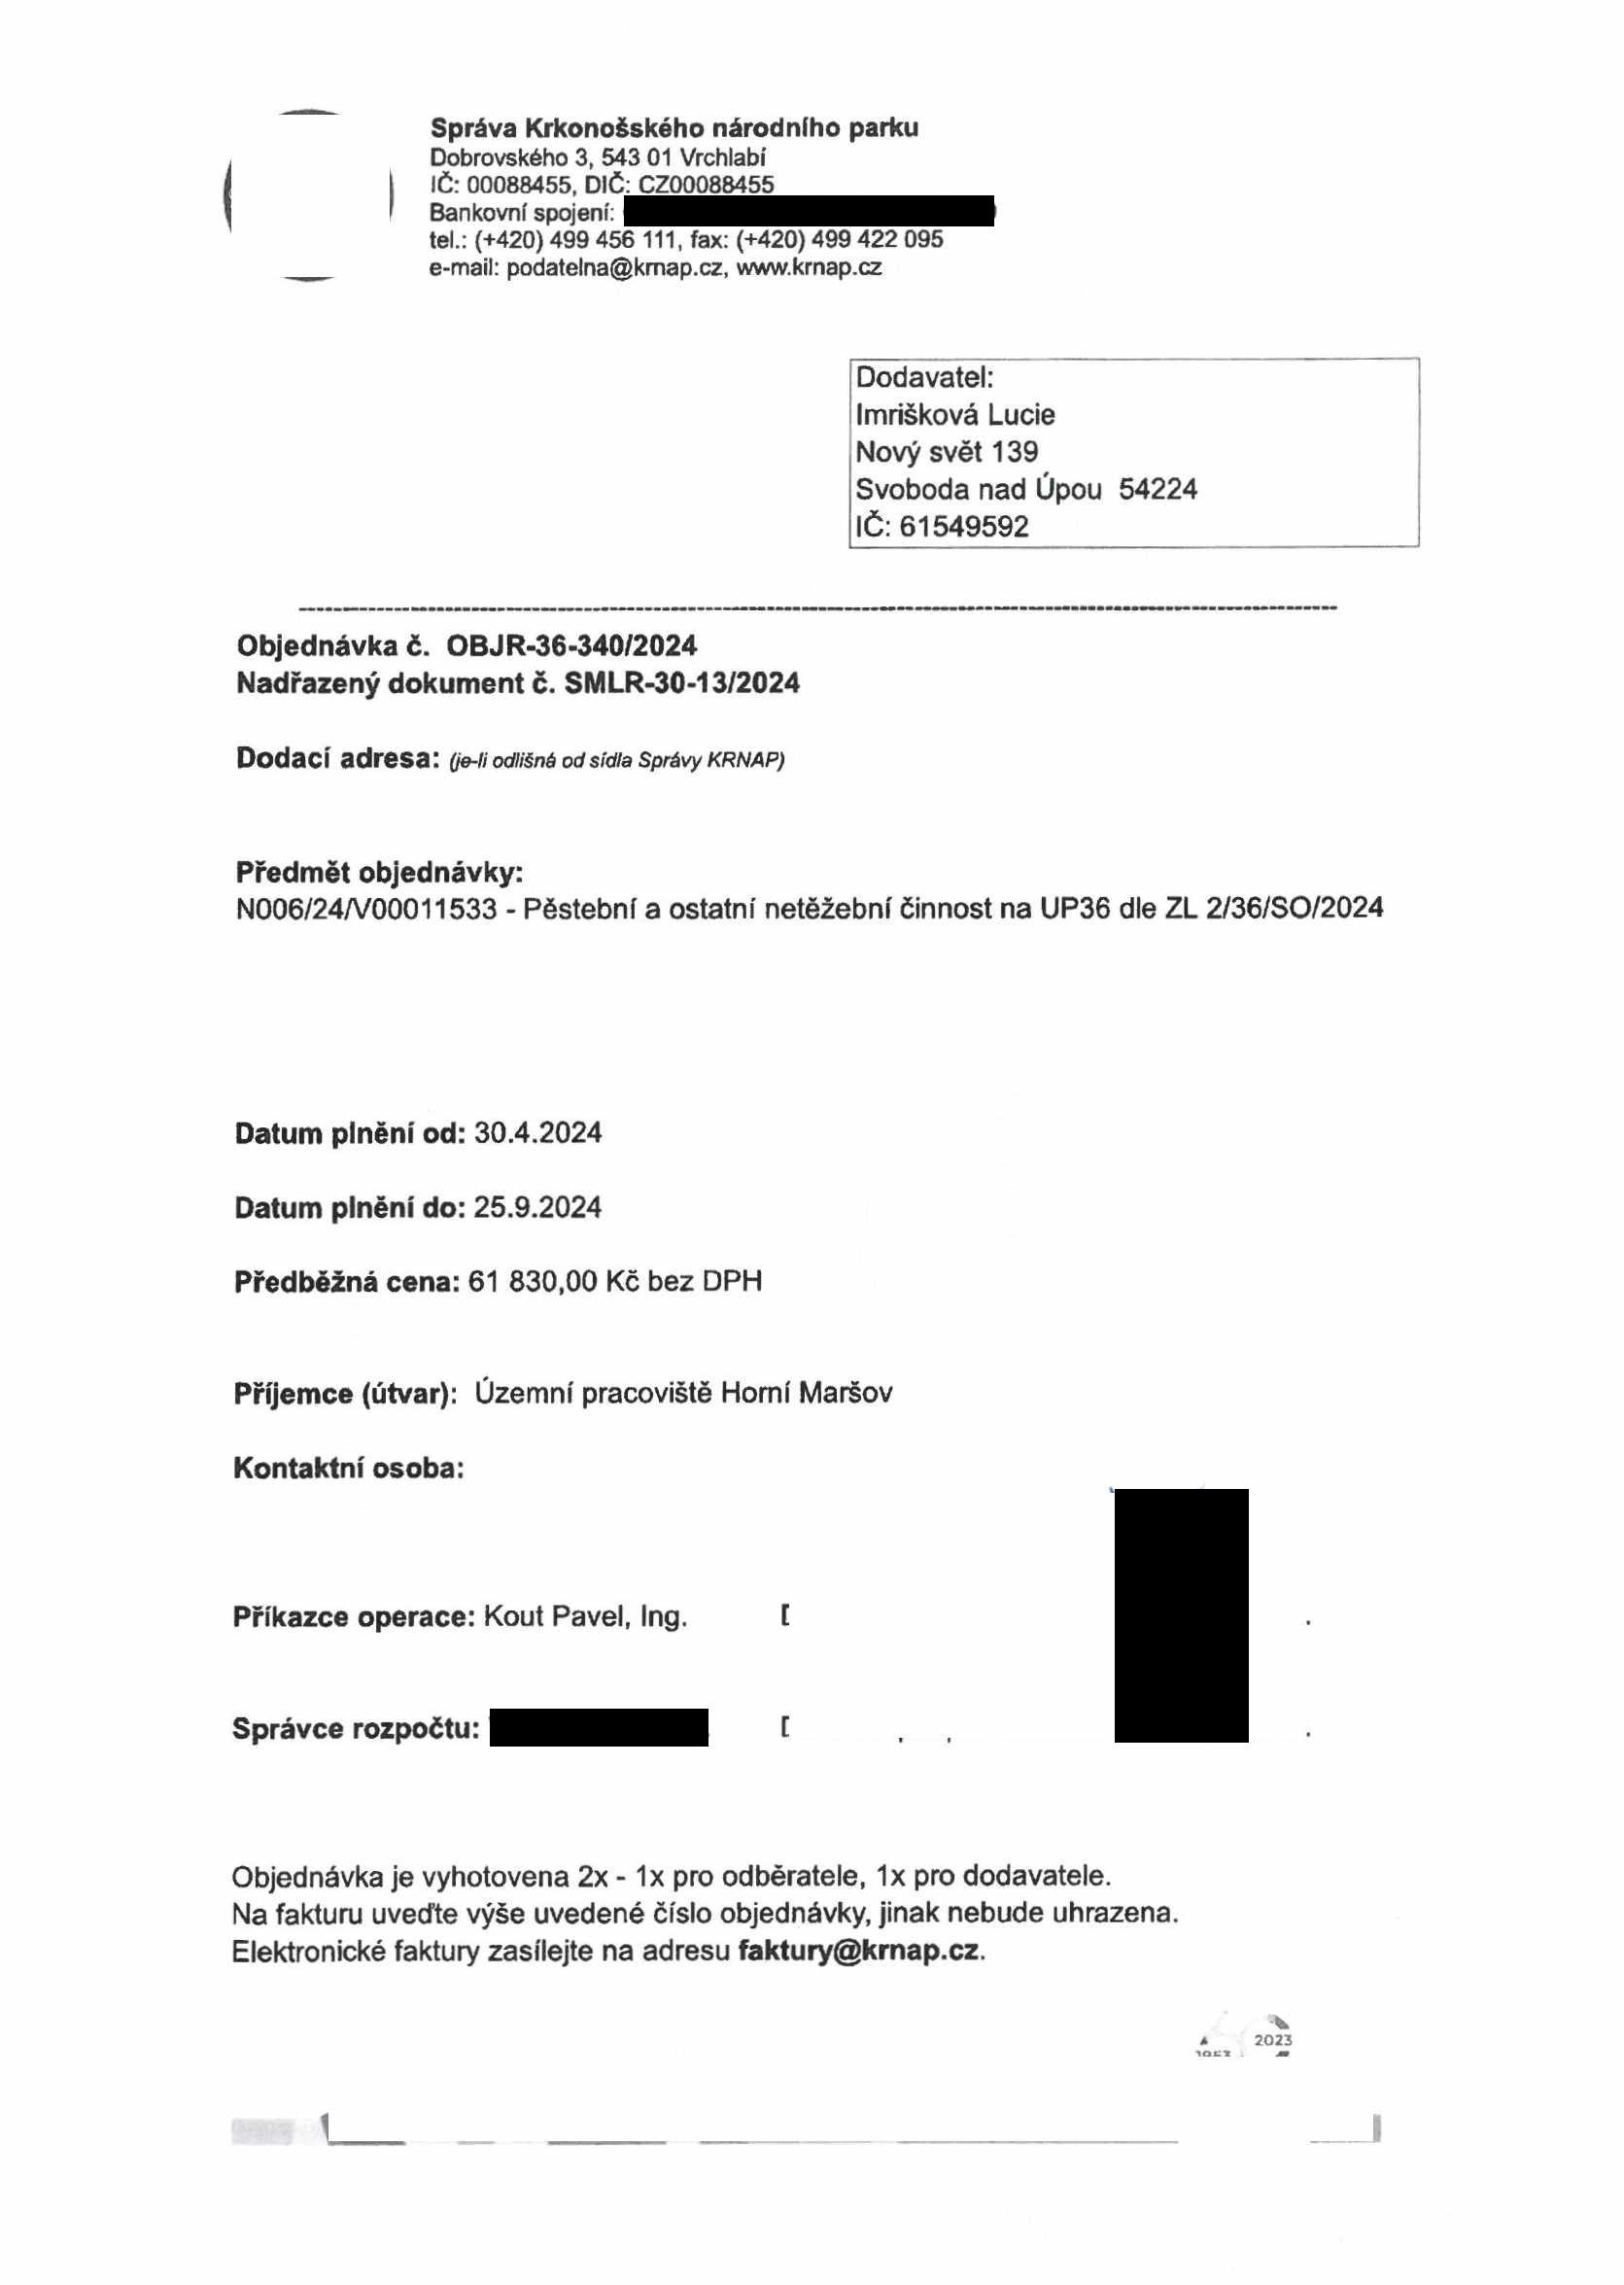 Správa Krkonošského národního parku
Dobrovského 3, 543 01 Vrchlabí
IČ: 00088455, DIČ: CZ00088455
Bankovní spojení:
tel.: (+420) 499 456 111, fax: (+420) 499 422 095
e-mail: podatelna@krnap.cz, www.krnap.cz
Dodavatel:
Imrišková Lucie
Nový svět 139
Svoboda nad Úpou 54224
IČ: 61549592
Objednávka č. OBJR-36-340/2024
Nadřazený dokument č. SMLR-30-13/2024
Dodací adresa: (je-li odlišná od sídla Správy KRNAP)
Předmět objednávky:
N006/24/V00011533 - Pěstební a ostatní netěžební činnost na UP36 dle ZL 2/36/SO/2024
Datum plnění od: 30.4.2024
Datum plnění do: 25.9.2024
Předběžná cena: 61 830,00 Kč bez DPH
Příjemce (útvar): Územní pracoviště Horní Maršov
Kontaktní osoba:
Příkazce operace: Kout Pavel, Ing.
Správce rozpočtu:
Objednávka je vyhotovena 2x - 1x pro odběratele, 1x pro dodavatele.
Na fakturu uveďte výše uvedené číslo objednávky, jinak nebude uhrazena.
Elektronické faktury zasílejte na adresu faktury@krnap.cz.
2023